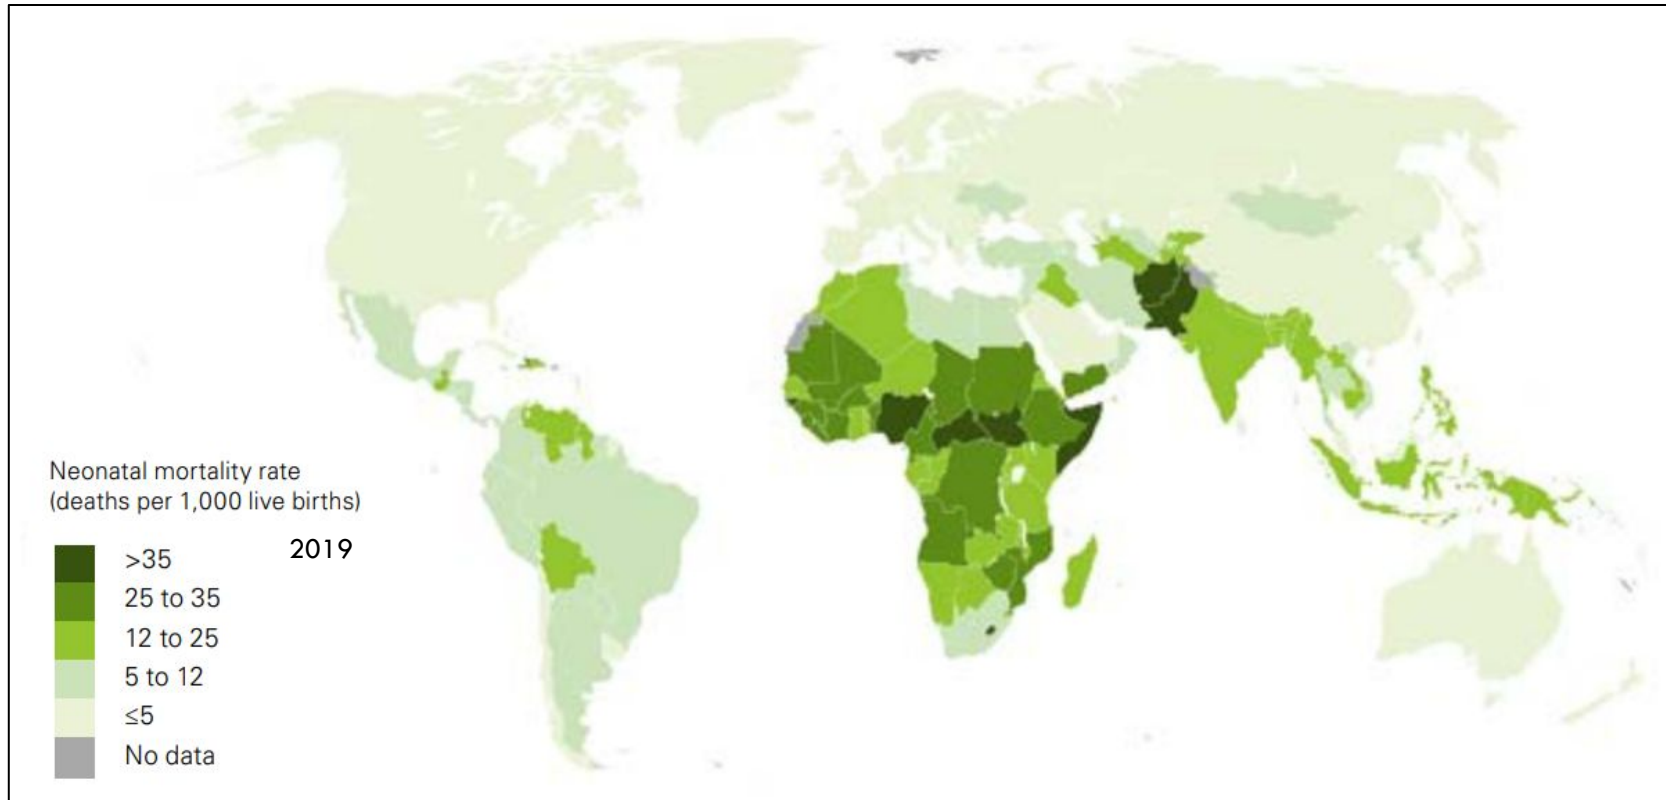 Neonatal mortality rate
(deaths per 1,000 live births)
2019
>35
25 to 35
12 to 25
5 to 12
≤5
No data